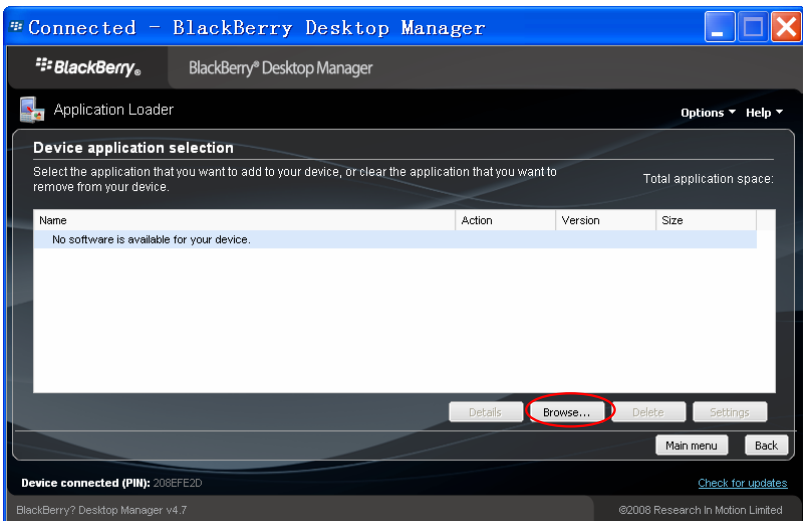 Connected - BlackBerry Desktop Manager
BlackBerry® BlackBerry® Desktop Manager
Application Loader Options Help
Device application selection
Select the application that you want to add to your device, or clear the application that you want to
remove from your device.
Total application space:
Name Action Version Size
No software is available for your device.
Details Browse... Delete Settings
Main menu Back
Device connected (PIN): 208EFE2D Check for updates
BlackBerry? Desktop Manager v4.7 ©2008 Research In Motion Limited